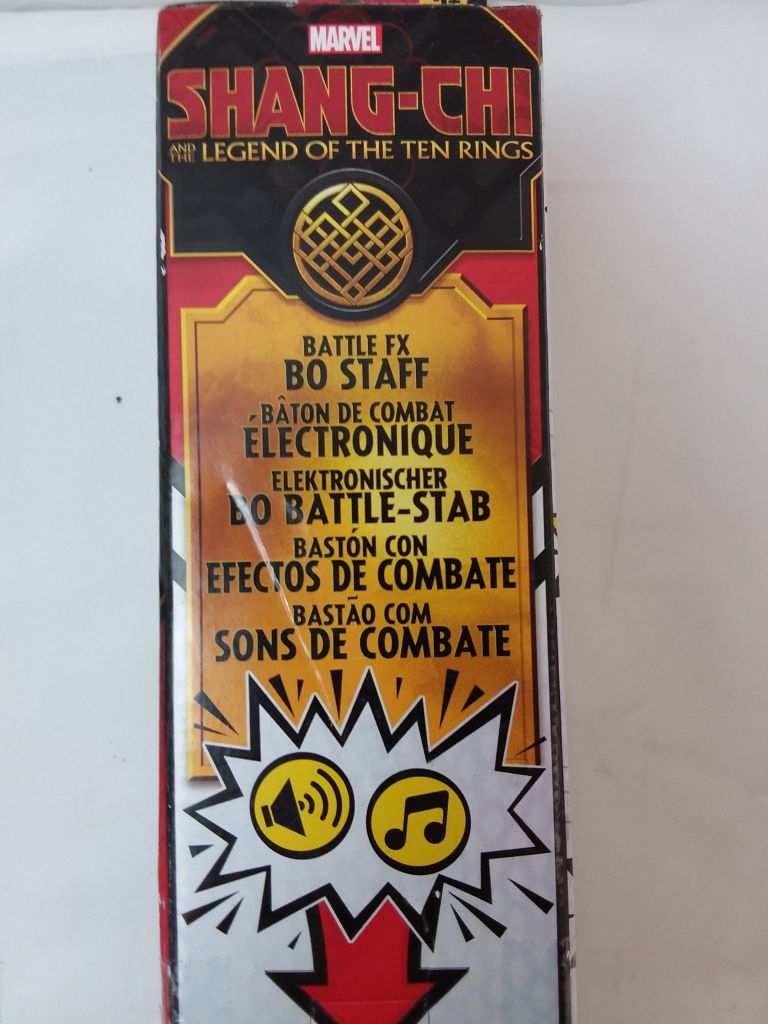 MARVEL
SHANG-CHI
AND THE LEGEND OF THE TEN RINGS
BATTLE FX
BO STAFF
BÂTON DE COMBAT
ÉLECTRONIQUE
ELEKTRONISCHER
BO BATTLE-STAB
BASTÓN CON
EFECTOS DE COMBATE
BASTÃO COM
SONS DE COMBATE